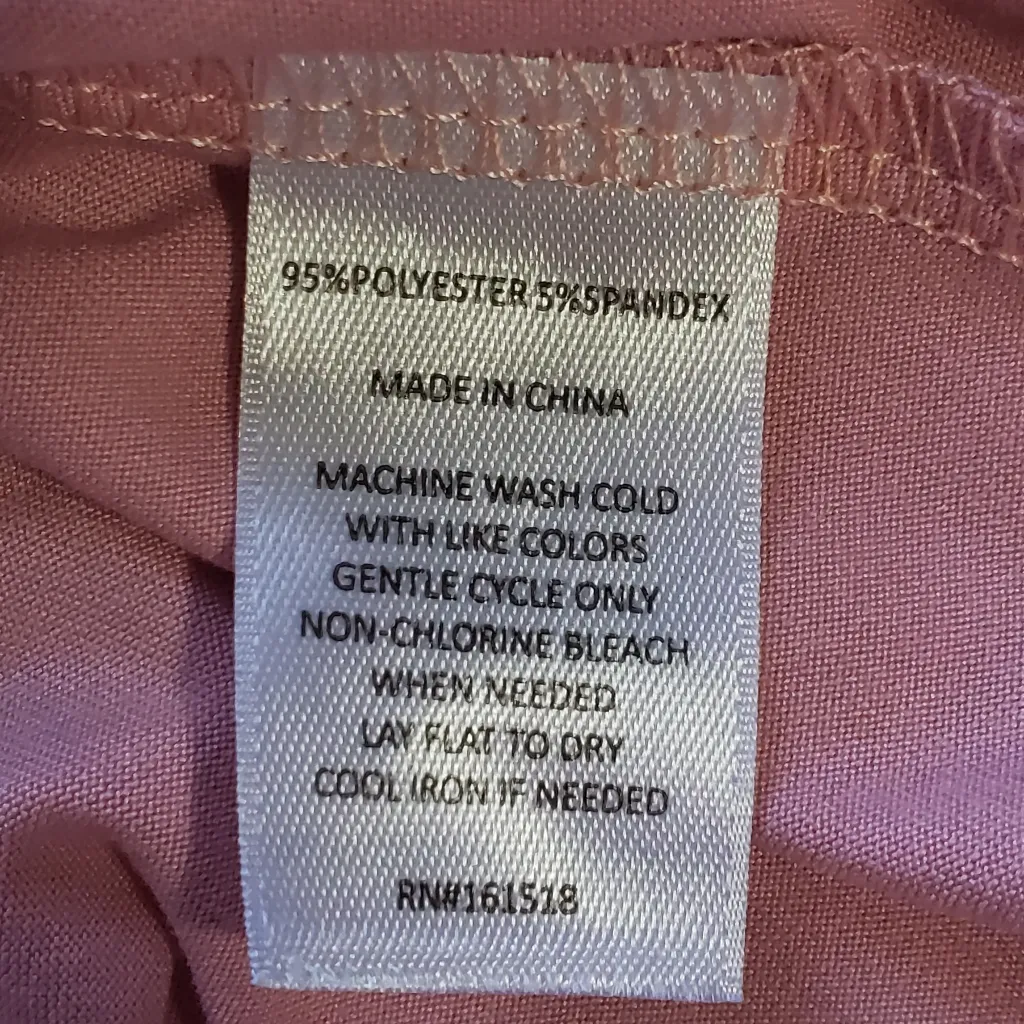 95%POLYESTER 5%SPANDEX
MADE IN CHINA
MACHINE WASH COLD
WITH LIKE COLORS
GENTLE CYCLE ONLY
NON-CHLORINE BLEACH
WHEN NEEDED
LAY FLAT TO DRY
COOL IRON IF NEEDED
RN#161518